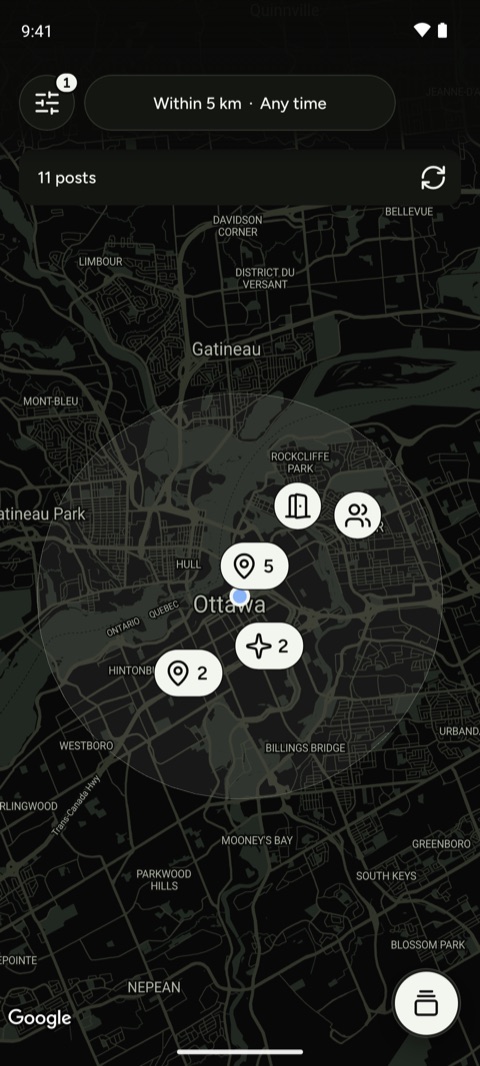 Quinnville
9:41
1
Within 5 km · Any time
11 posts
BELLEVUE
DAVIDSON
CORNER
LIMBOUR
DISTRICT DU
VERSANT
Gatineau
MONT-BLEU
ROCKCLIFFE
PARK
atineau Park
R
HULL
5
Ottawa
ONTARIO
QUEBEC
2
HINTONB
2
WESTBORO
BILLINGS BRIDGE
URBAND
RLINGWOOD
Trans-Canada Hwy
MOONEY'S BAY
GREENBORO
PARKWOOD
HILLS
SOUTH KEYS
BLOSSOM PARK
EPOINTE
NEPEAN
Google